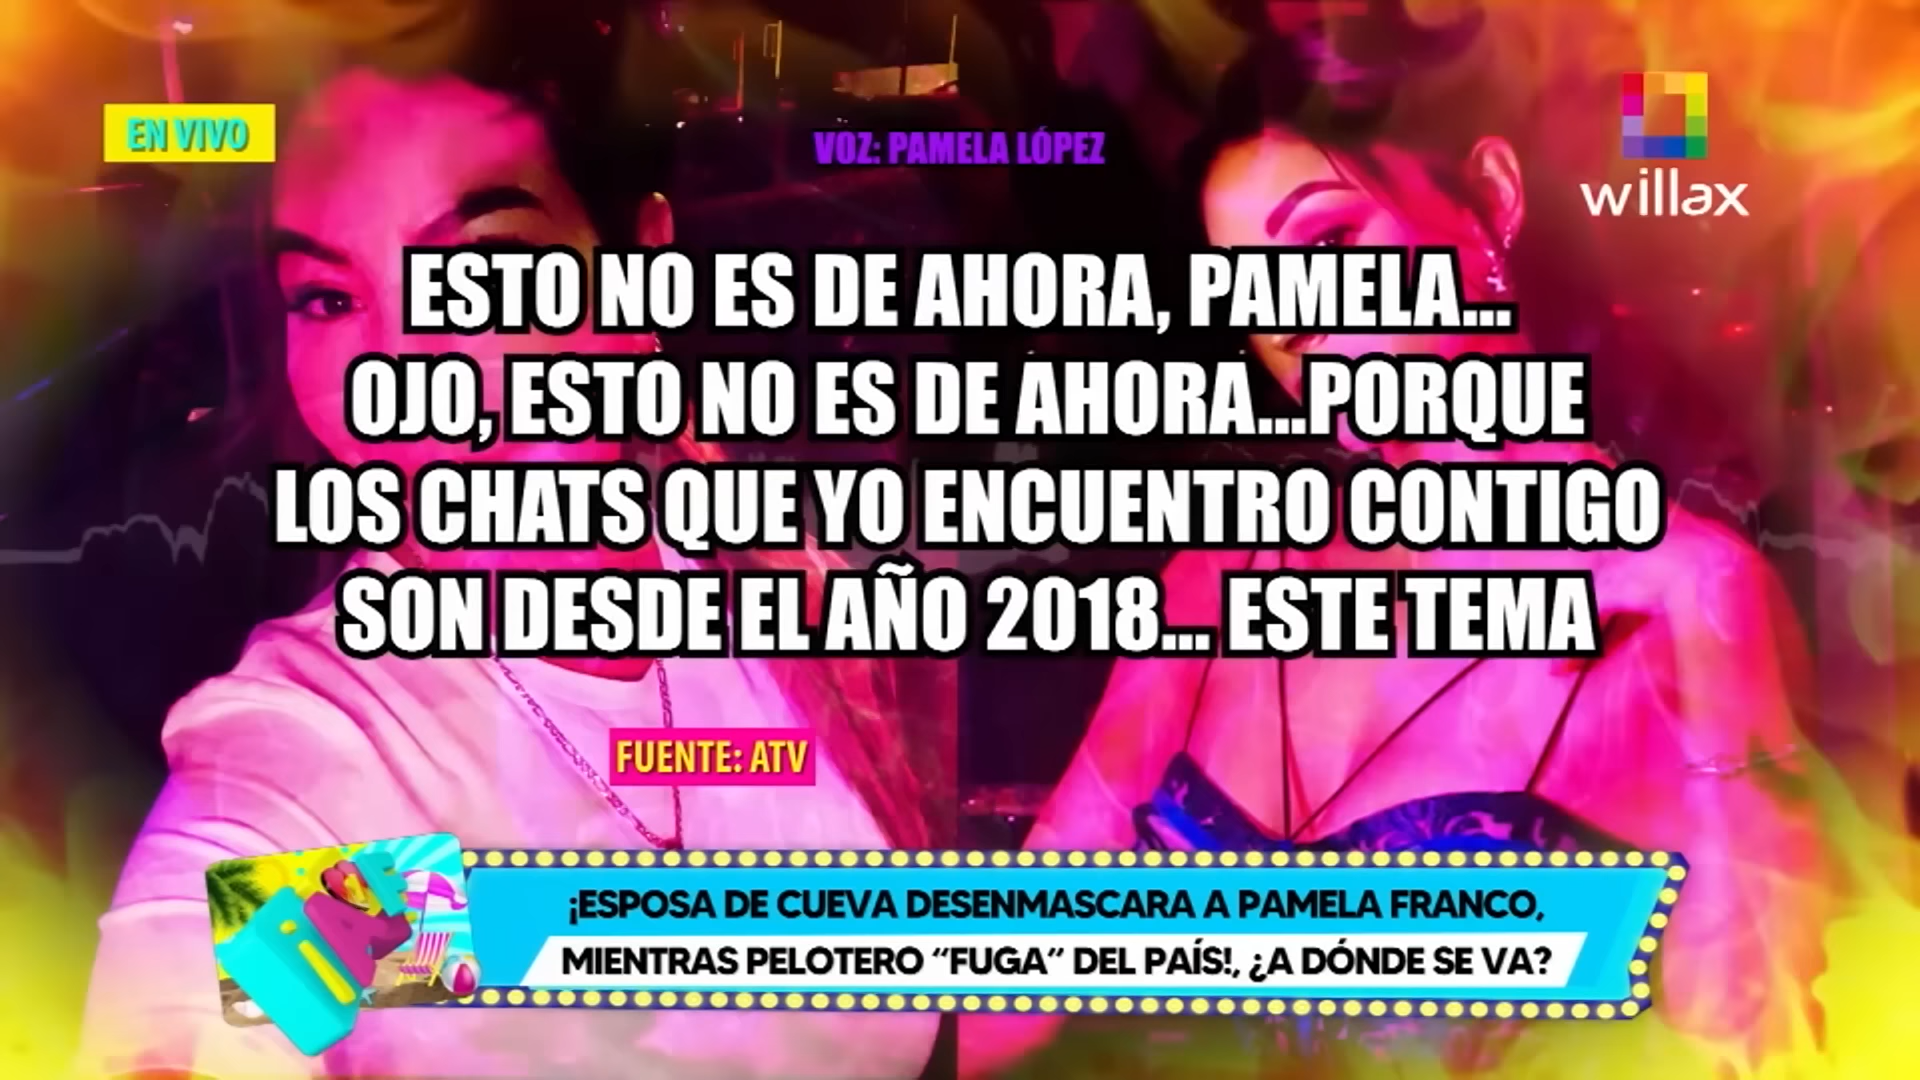 EN VIVO
VOZ: PAMELA LÓPEZ
willax
ESTO NO ES DE AHORA, PAMELA...
OJO, ESTO NO ES DE AHORA...PORQUE
LOS CHATS QUE YO ENCUENTRO CONTIGO
SON DESDE EL AÑO 2018... ESTE TEMA
FUENTE: ATV
¡ESPOSA DE CUEVA DESENMASCARA A PAMELA FRANCO,
MIENTRAS PELOTERO “FUGA” DEL PAÍS!, ¿A DÓNDE SE VA?